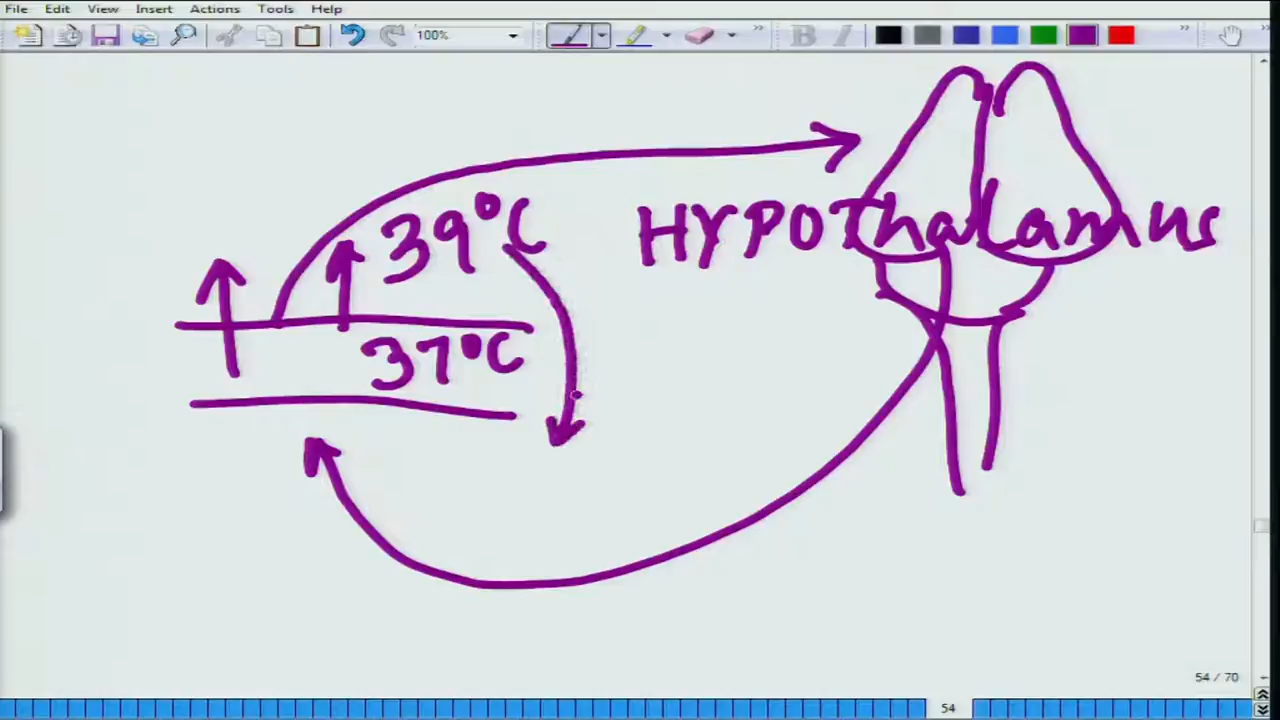 File Edit View Insert Actions Tools Help
100%
39°C
HYPOthalamus
37°C
54 / 70
54